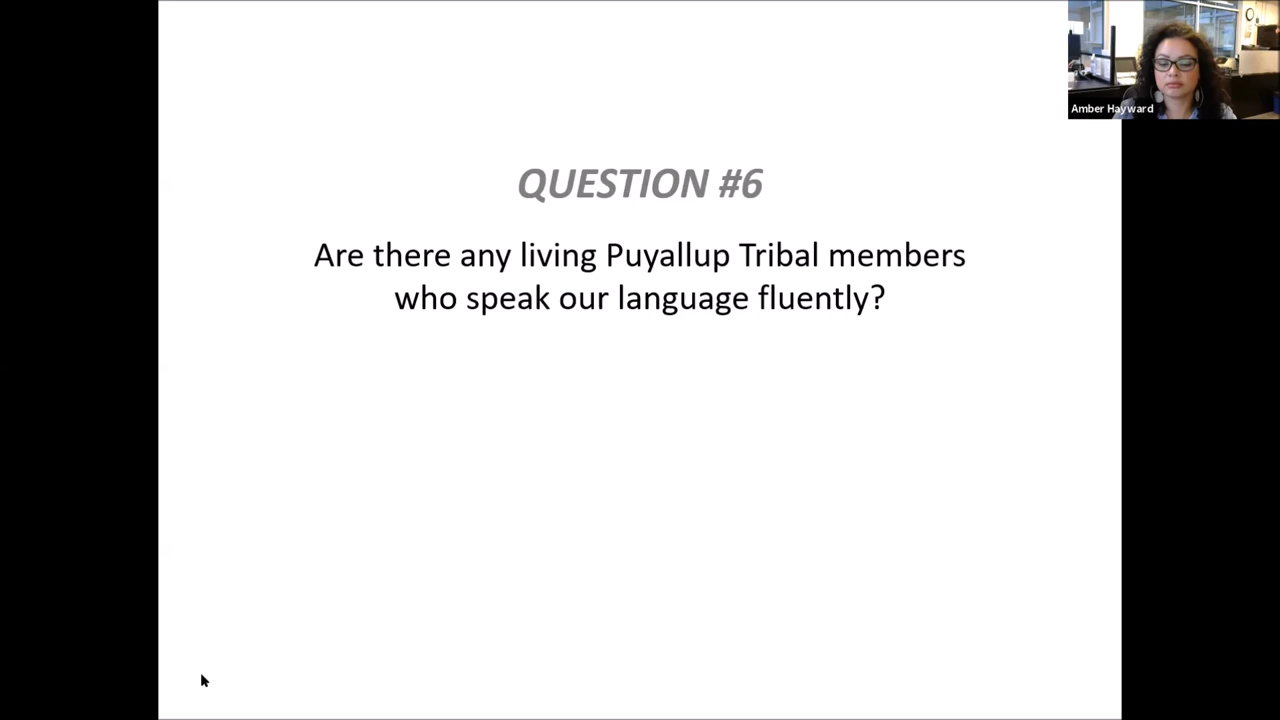 Amber Hayward
QUESTION #6
Are there any living Puyallup Tribal members
who speak our language fluently?